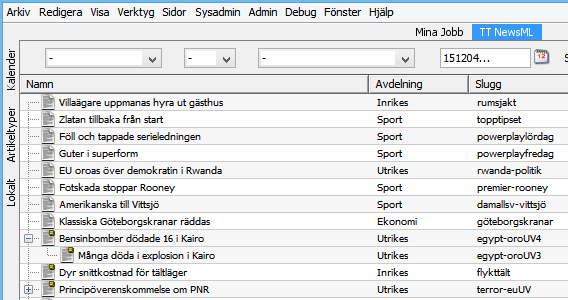 Arkiv Redigera Visa Verktyg Sidor Sysadmin Admin Debug Fönster Hjälp
Mina Jobb TT NewsML
- - - 151204... 12 S
Kalender
Artikeltyper
Lokalt
Namn Avdelning Slugg
Villaägare uppmanas hyra ut gästhus Inrikes rumsjakt
Zlatan tillbaka från start Sport topptipset
Föll och tappade serieledningen Sport powerplaylördag
Guter i superform Sport powerplayfredag
EU oroas över demokratin i Rwanda Utrikes rwanda-politik
Fotskada stoppar Rooney Sport premier-rooney
Amerikanska till Vittsjö Sport damallsv-vittsjö
Klassiska Göteborgskranar räddas Ekonomi göteborgskranar
Bensinbomber dödade 16 i Kairo Utrikes egypt-oroUV4
Många döda i explosion i Kairo Utrikes egypt-oroUV3
Dyr snittkostnad för tältläger Inrikes flykttält
Principöverenskommelse om PNR Utrikes terror-euUV